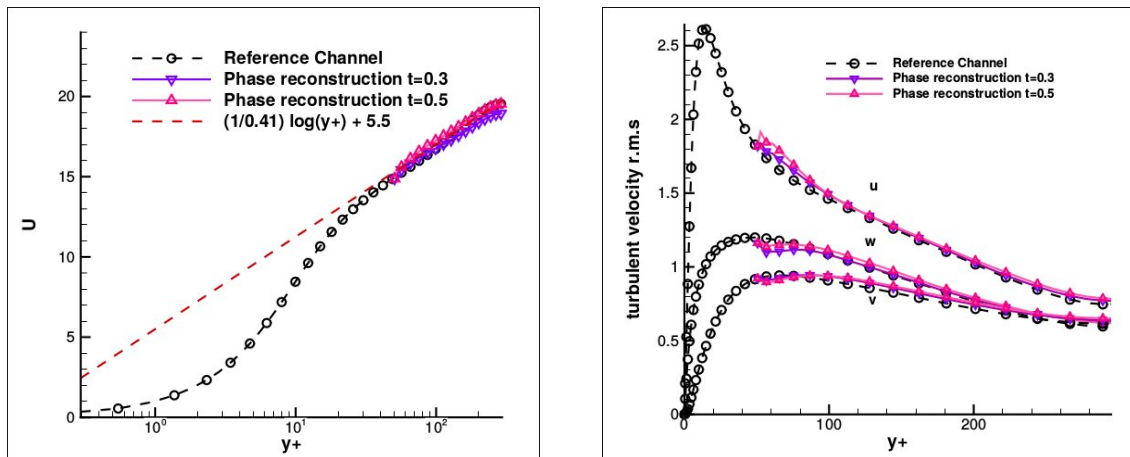 Reference Channel
Phase reconstruction t=0.3
Phase reconstruction t=0.5
(1/0.41) log(y+) + 5.5
20
15
10
5
0
U
10⁰
10¹
10²
y+
Reference Channel
Phase reconstruction t=0.3
Phase reconstruction t=0.5
2.5
2
1.5
1
0.5
0
turbulent velocity r.m.s
u
w
v
0
100
200
y+